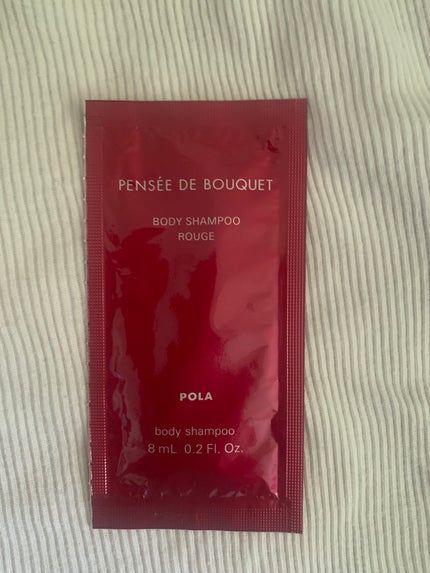 PENSÉE DE BOUQUET
BODY SHAMPOO
ROUGE
POLA
body shampoo
8 mL 0.2 Fl. Oz.